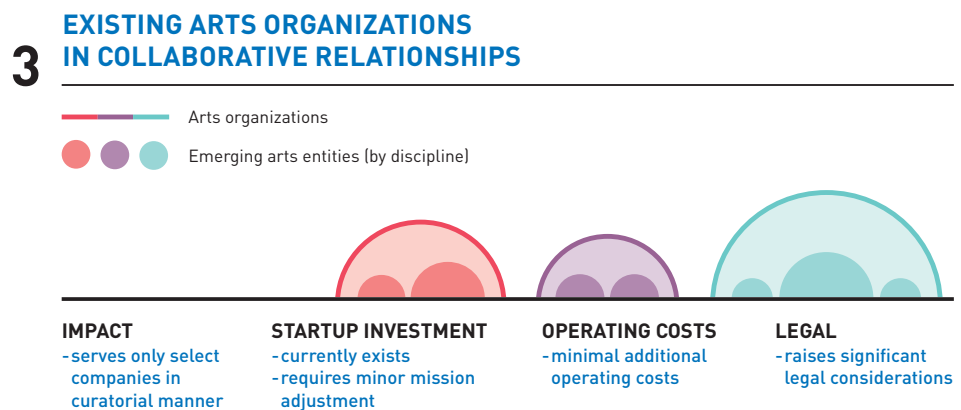 3
EXISTING ARTS ORGANIZATIONS
IN COLLABORATIVE RELATIONSHIPS
Arts organizations
Emerging arts entities (by discipline)
IMPACT
-serves only select
companies in
curatorial manner
STARTUP INVESTMENT
-currently exists
-requires minor mission
adjustment
OPERATING COSTS
-minimal additional
operating costs
LEGAL
-raises significant
legal considerations